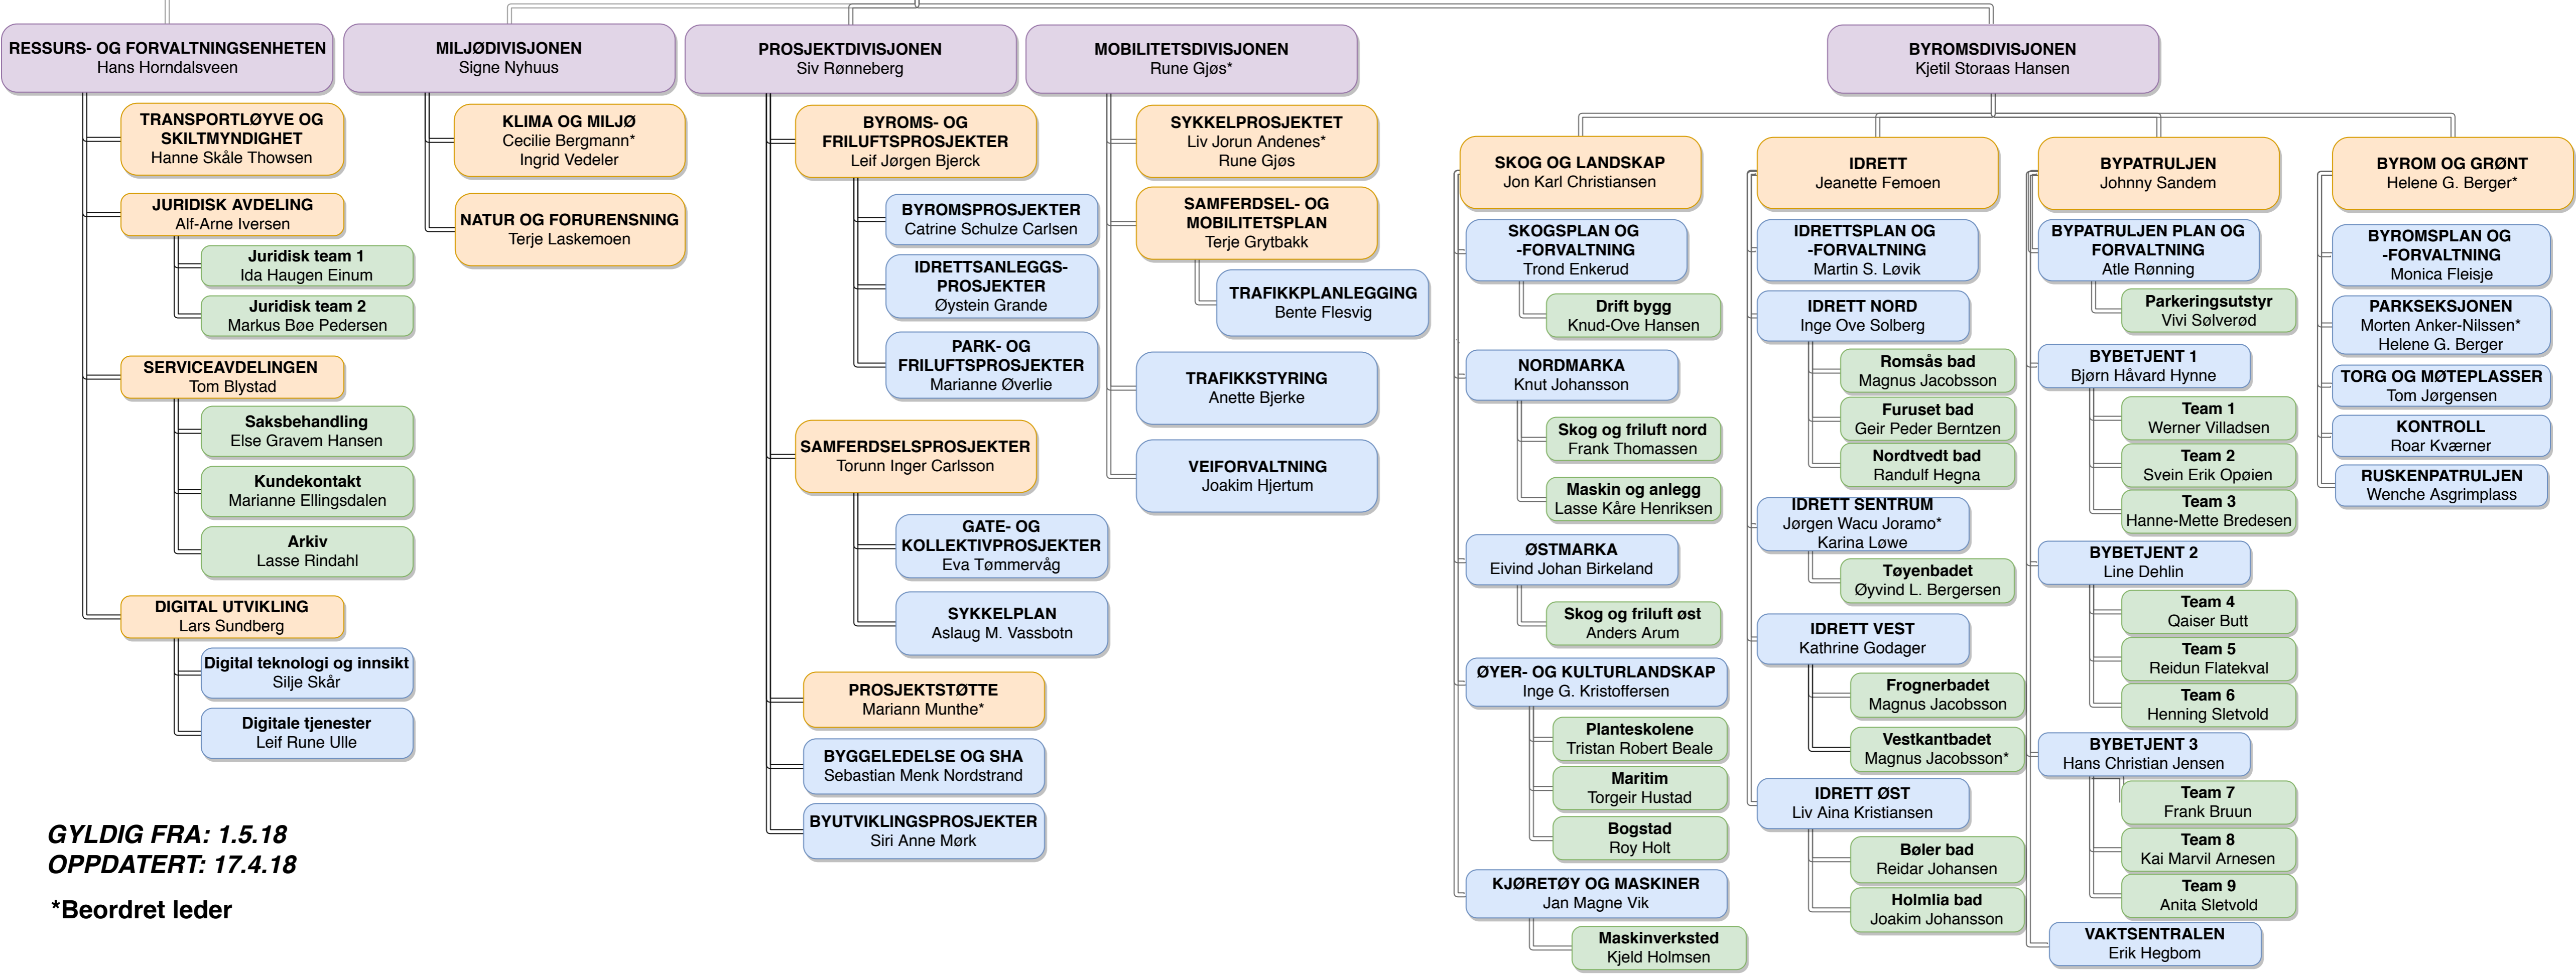 RESSURS- OG FORVALTNINGSENHETEN
Hans Horndalsveen
TRANSPORTLØYVE OG
SKILTMYNDIGHET
Hanne Skåle Thowsen
JURIDISK AVDELING
Alf-Arne Iversen
Juridisk team 1
Ida Haugen Einum
Juridisk team 2
Markus Bøe Pedersen
SERVICEAVDELINGEN
Tom Blystad
Saksbehandling
Else Gravem Hansen
Kundekontakt
Marianne Ellingsdalen
Arkiv
Lasse Rindahl
DIGITAL UTVIKLING
Lars Sundberg
Digital teknologi og innsikt
Silje Skår
Digitale tjenester
Leif Rune Ulle
MILJØDIVISJONEN
Signe Nyhuus
KLIMA OG MILJØ
Cecilie Bergmann*
Ingrid Vedeler
NATUR OG FORURENSNING
Terje Laskemoen
PROSJEKTDIVISJONEN
Siv Rønneberg
BYROMS- OG
FRILUFTSPROSJEKTER
Leif Jørgen Bjerck
BYROMSPROSJEKTER
Catrine Schulze Carlsen
IDRETTSANLEGGS-
PROSJEKTER
Øystein Grande
PARK- OG
FRILUFTSPROSJEKTER
Marianne Øverlie
SAMFERDSELSPROSJEKTER
Torunn Inger Carlsson
GATE- OG
KOLLEKTIVPROSJEKTER
Eva Tømmervåg
SYKKELPLAN
Aslaug M. Vassbotn
PROSJEKTSTØTTE
Mariann Munthe*
BYGGELEDELSE OG SHA
Sebastian Menk Nordstrand
BYUTVIKLINGSPROSJEKTER
Siri Anne Mørk
MOBILITETSDIVISJONEN
Rune Gjøs*
SYKKELPROSJEKTET
Liv Jorun Andenes*
Rune Gjøs
SAMFERDSEL- OG
MOBILITETSPLAN
Terje Grytbakk
TRAFIKKPLANLEGGING
Bente Flesvig
TRAFIKKSTYRING
Anette Bjerke
VEIFORVALTNING
Joakim Hjertum
BYROMSDIVISJONEN
Kjetil Storaas Hansen
SKOG OG LANDSKAP
Jon Karl Christiansen
SKOGSPLAN OG
-FORVALTNING
Trond Enkerud
Drift bygg
Knud-Ove Hansen
NORDMARKA
Knut Johansson
Skog og friluft nord
Frank Thomassen
Maskin og anlegg
Lasse Kåre Henriksen
ØSTMARKA
Eivind Johan Birkeland
Skog og friluft øst
Anders Arum
ØYER- OG KULTURLANDSKAP
Inge G. Kristoffersen
Planteskolene
Tristan Robert Beale
Maritim
Torgeir Hustad
Bogstad
Roy Holt
KJØRETØY OG MASKINER
Jan Magne Vik
Maskinverksted
Kjeld Holmsen
IDRETT
Jeanette Femoen
IDRETTSPLAN OG
-FORVALTNING
Martin S. Løvik
IDRETT NORD
Inge Ove Solberg
Romsås bad
Magnus Jacobsson
Furuset bad
Geir Peder Berntzen
Nordtvedt bad
Randulf Hegna
IDRETT SENTRUM
Jørgen Wacu Joramo*
Karina Løwe
Tøyenbadet
Øyvind L. Bergersen
IDRETT VEST
Kathrine Godager
Frognerbadet
Magnus Jacobsson
Vestkantbadet
Magnus Jacobsson*
IDRETT ØST
Liv Aina Kristiansen
Bøler bad
Reidar Johansen
Holmlia bad
Joakim Johansson
BYPATRULJEN
Johnny Sandem
BYPATRULJEN PLAN OG
FORVALTNING
Atle Rønning
Parkeringsutstyr
Vivi Sølverød
BYBETJENT 1
Bjørn Håvard Hynne
Team 1
Werner Villadsen
Team 2
Svein Erik Opøien
Team 3
Hanne-Mette Bredesen
BYBETJENT 2
Line Dehlin
Team 4
Qaiser Butt
Team 5
Reidun Flatekval
Team 6
Henning Sletvold
BYBETJENT 3
Hans Christian Jensen
Team 7
Frank Bruun
Team 8
Kai Marvil Arnesen
Team 9
Anita Sletvold
VAKTSENTRALEN
Erik Hegbom
BYROM OG GRØNT
Helene G. Berger*
BYROMSPLAN OG
-FORVALTNING
Monica Fleisje
PARKSEKSJONEN
Morten Anker-Nilssen*
Helene G. Berger
TORG OG MØTEPLASSER
Tom Jørgensen
KONTROLL
Roar Kværner
RUSKENPATRULJEN
Wenche Asgrimplass
GYLDIG FRA: 1.5.18
OPPDATERT: 17.4.18
*Beordret leder